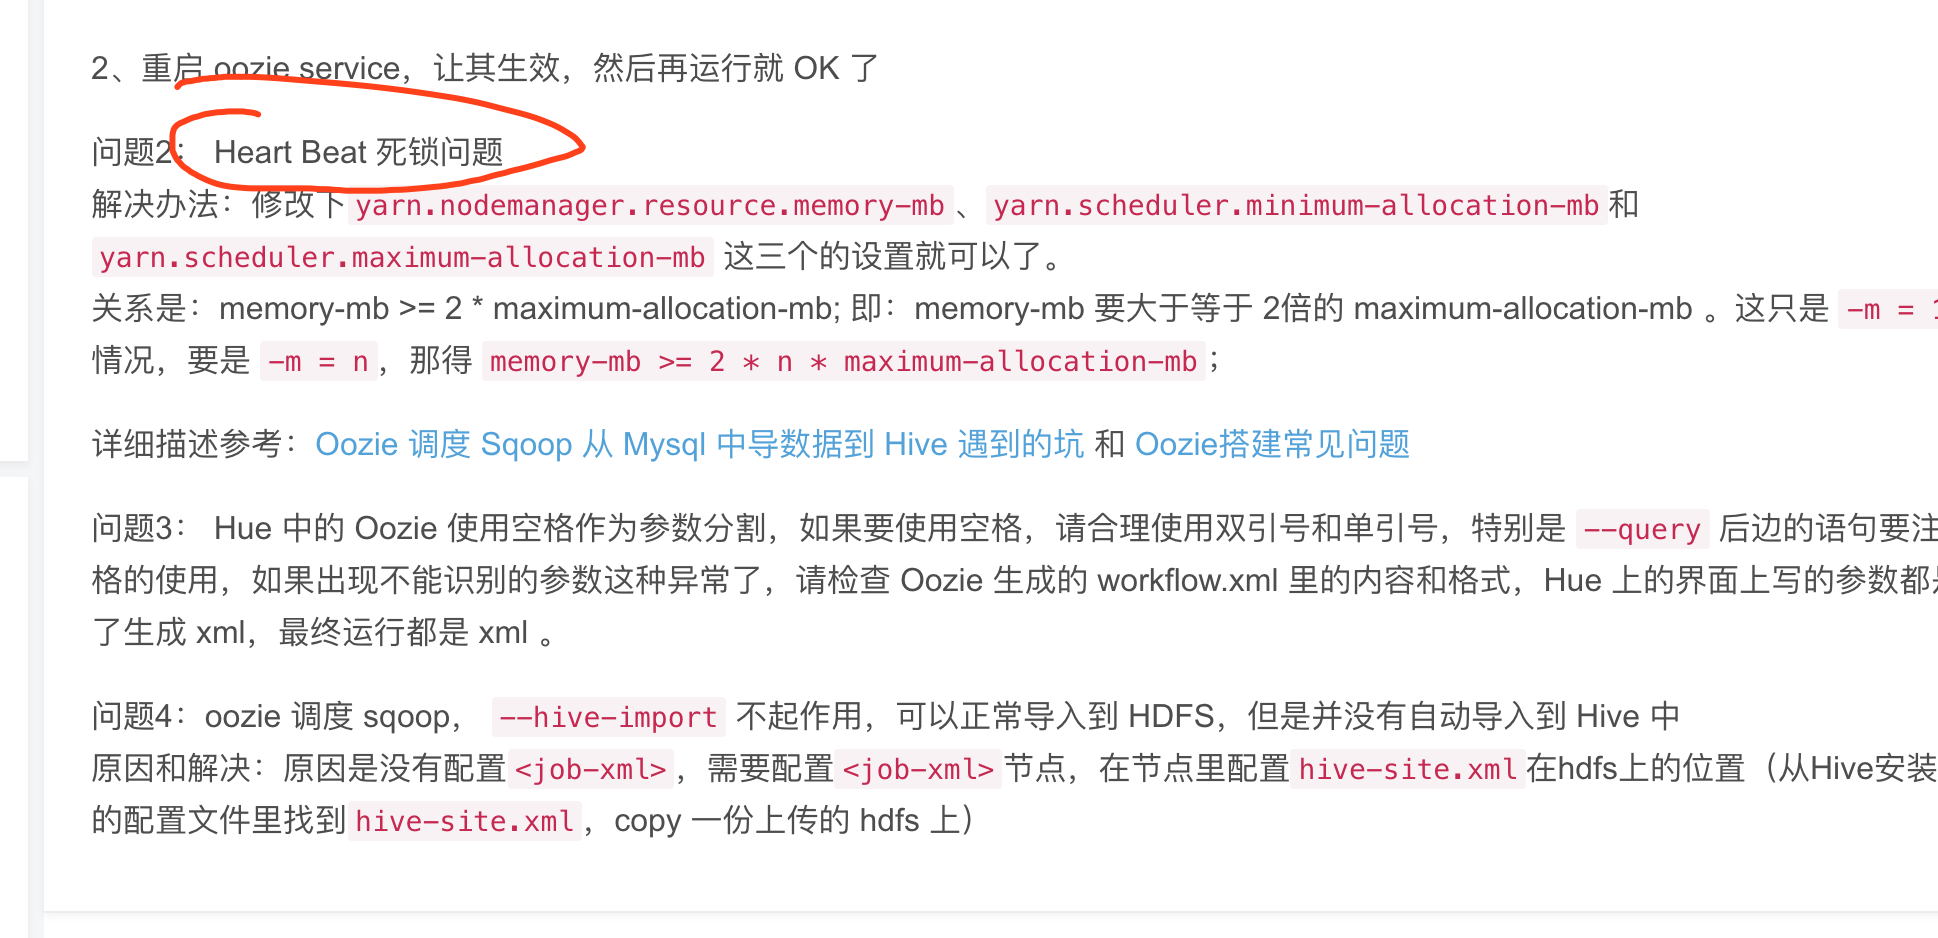 2、重启 oozie service，让其生效，然后再运行就 OK 了
问题2： Heart Beat 死锁问题
解决办法：修改下 yarn.nodemanager.resource.memory-mb 、 yarn.scheduler.minimum-allocation-mb 和
yarn.scheduler.maximum-allocation-mb 这三个的设置就可以了。
关系是：memory-mb >= 2 * maximum-allocation-mb; 即：memory-mb 要大于等于 2倍的 maximum-allocation-mb 。这只是 -m = 1
情况，要是 -m = n ，那得 memory-mb >= 2 * n * maximum-allocation-mb ；
详细描述参考：Oozie 调度 Sqoop 从 Mysql 中导数据到 Hive 遇到的坑 和 Oozie搭建常见问题
问题3： Hue 中的 Oozie 使用空格作为参数分割，如果要使用空格，请合理使用双引号和单引号，特别是 --query 后边的语句要注
格的使用，如果出现不能识别的参数这种异常了，请检查 Oozie 生成的 workflow.xml 里的内容和格式，Hue 上的界面上写的参数都是
了生成 xml，最终运行都是 xml 。
问题4：oozie 调度 sqoop， --hive-import 不起作用，可以正常导入到 HDFS，但是并没有自动导入到 Hive 中
原因和解决：原因是没有配置 <job-xml> ，需要配置 <job-xml> 节点，在节点里配置 hive-site.xml 在hdfs上的位置（从Hive安装
的配置文件里找到 hive-site.xml ，copy 一份上传的 hdfs 上）